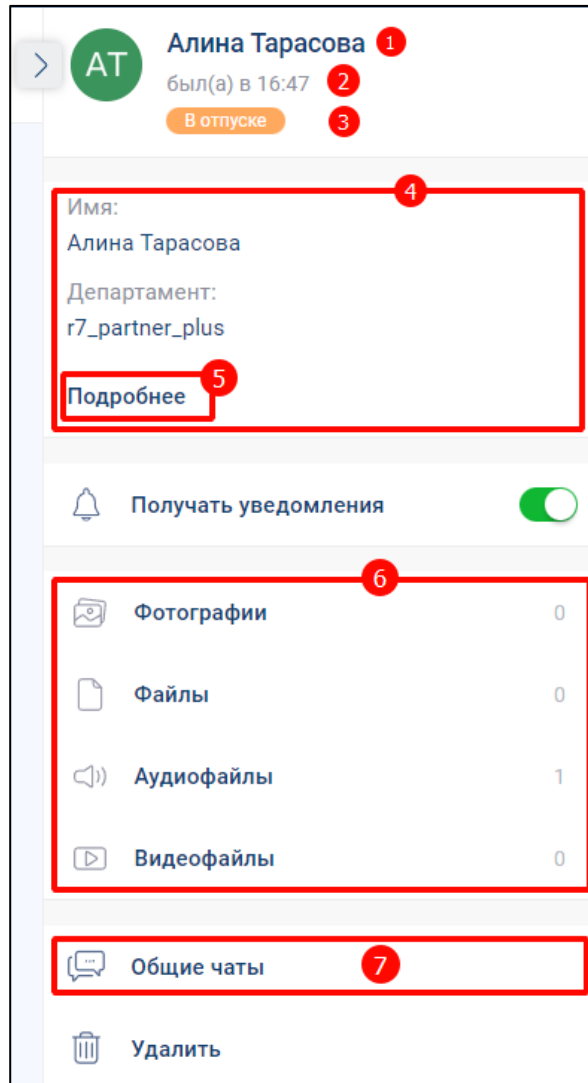 АТ
Алина Тарасова 1
был(а) в 16:47 2
В отпуске 3
4
Имя:
Алина Тарасова
Департамент:
r7_partner_plus
5
Подробнее
Получать уведомления
6
Фотографии 0
Файлы 0
Аудиофайлы 1
Видеофайлы 0
Общие чаты 7
Удалить